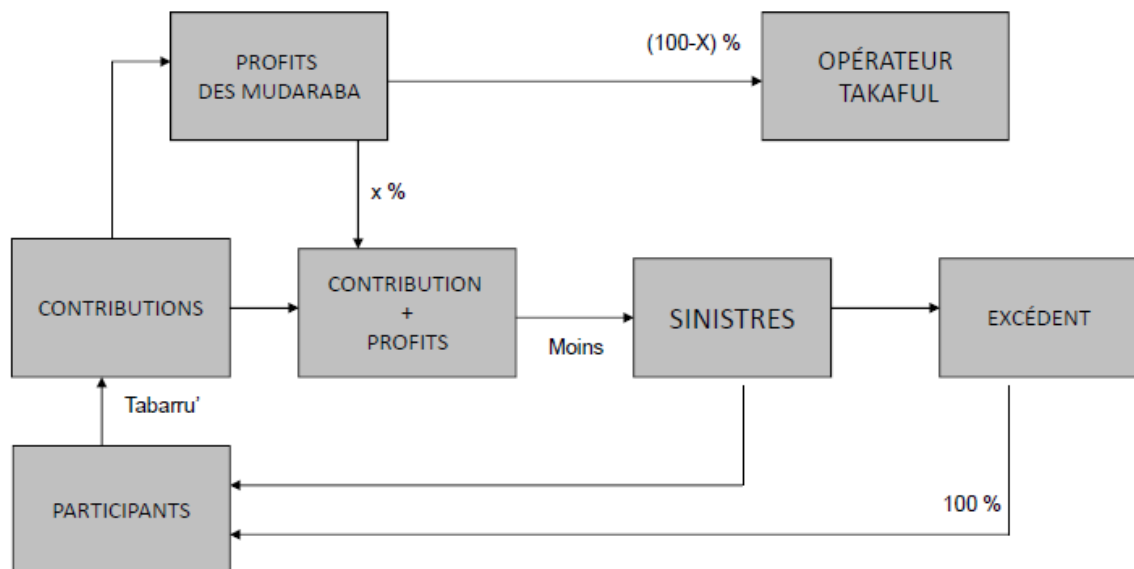 PROFITS
DES MUDARABA
(100-X) %
OPÉRATEUR
TAKAFUL
x %
CONTRIBUTIONS
CONTRIBUTION
+
PROFITS
Moins
SINISTRES
EXCÉDENT
Tabarru’
PARTICIPANTS
100 %